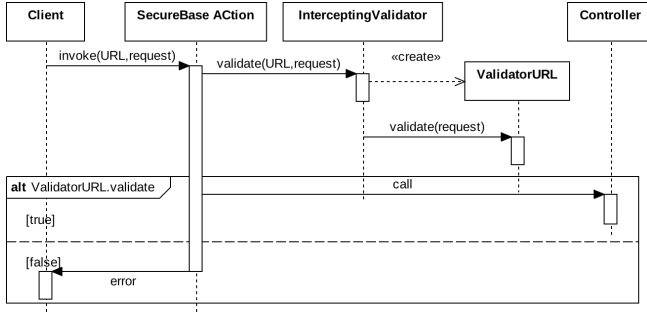 Client
SecureBase ACtion
InterceptingValidator
Controller
invoke(URL,request)
validate(URL,request)
«create»
ValidatorURL
validate(request)
alt ValidatorURL.validate
call
[true]
[false]
error